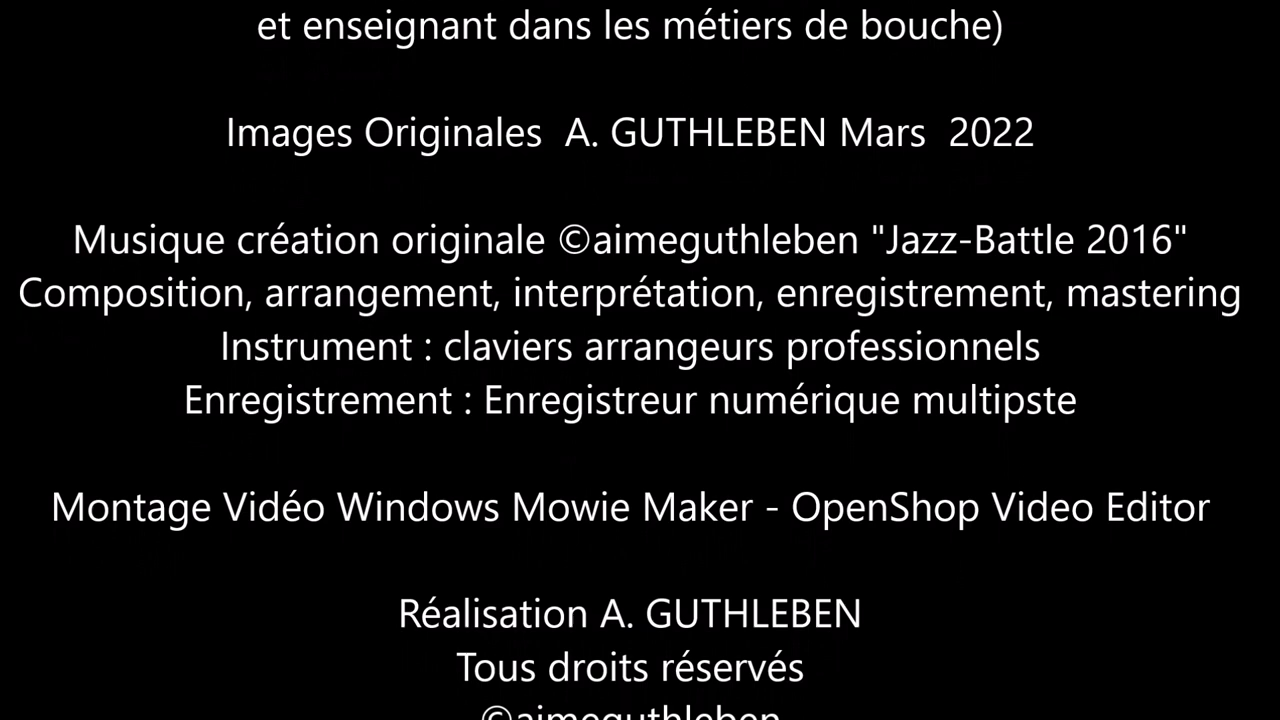 et enseignant dans les métiers de bouche)
Images Originales  A. GUTHLEBEN Mars  2022
Musique création originale ©aimeguthleben "Jazz-Battle 2016"
Composition, arrangement, interprétation, enregistrement, mastering
Instrument : claviers arrangeurs professionnels
Enregistrement : Enregistreur numérique multipste
Montage Vidéo Windows Mowie Maker - OpenShop Video Editor
Réalisation A. GUTHLEBEN
Tous droits réservés
©aimeguthleben